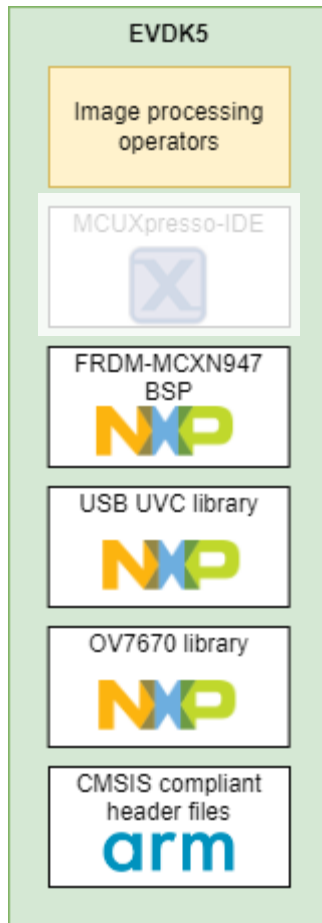 EVDK5
Image processing
operators
MCUXpresso-IDE
X
FRDM-MCXN947
BSP
NXP
USB UVC library
NXP
OV7670 library
NXP
CMSIS compliant
header files
arm